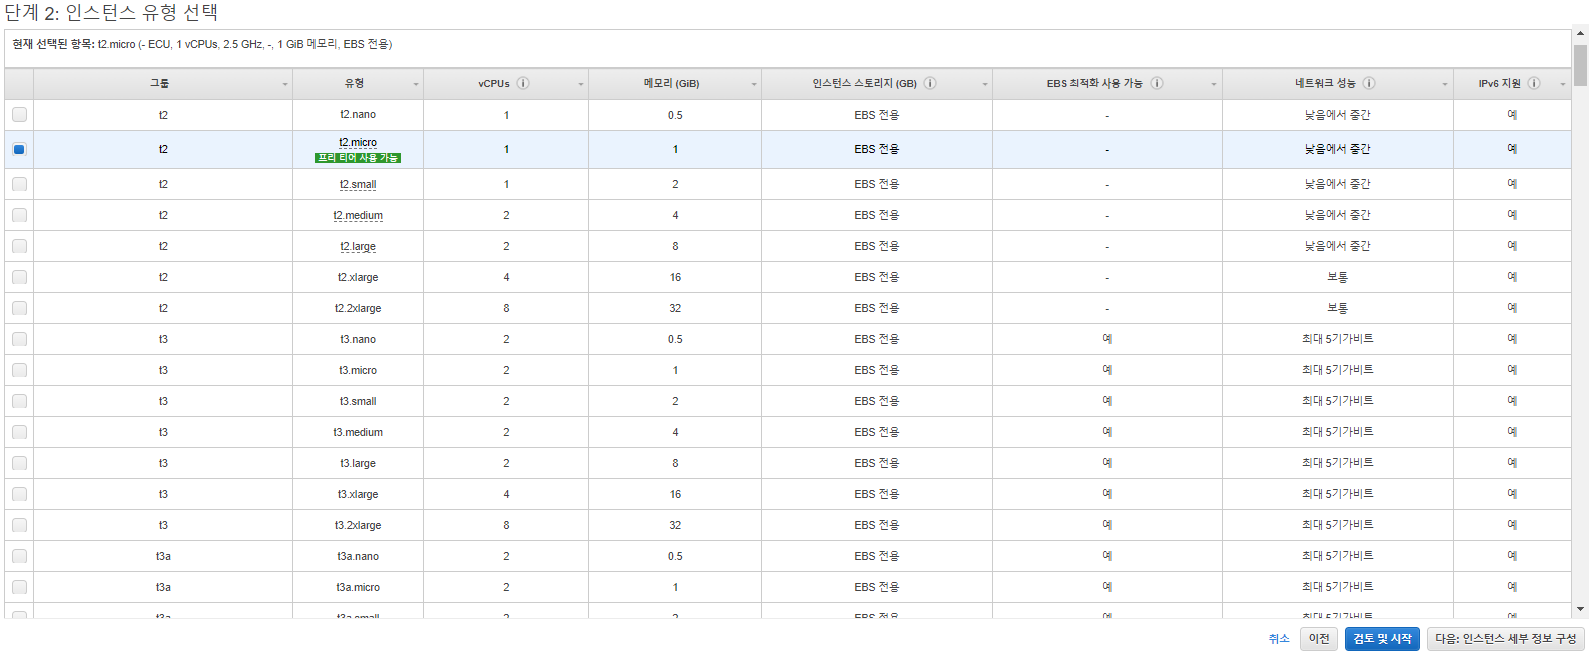 단계 2: 인스턴스 유형 선택
현재 선택된 항목: t2.micro (- ECU, 1 vCPUs, 2.5 GHz, -, 1 GiB 메모리, EBS 전용)
그룹 유형 vCPUs 메모리 (GiB) 인스턴스 스토리지 (GB) EBS 최적화 사용 가능 네트워크 성능 IPv6 지원
t2 t2.nano 1 0.5 EBS 전용 - 낮음에서 중간 예
t2 t2.micro 프리 티어 사용 가능 1 1 EBS 전용 - 낮음에서 중간 예
t2 t2.small 1 2 EBS 전용 - 낮음에서 중간 예
t2 t2.medium 2 4 EBS 전용 - 낮음에서 중간 예
t2 t2.large 2 8 EBS 전용 - 낮음에서 중간 예
t2 t2.xlarge 4 16 EBS 전용 - 보통 예
t2 t2.2xlarge 8 32 EBS 전용 - 보통 예
t3 t3.nano 2 0.5 EBS 전용 예 최대 5기가비트 예
t3 t3.micro 2 1 EBS 전용 예 최대 5기가비트 예
t3 t3.small 2 2 EBS 전용 예 최대 5기가비트 예
t3 t3.medium 2 4 EBS 전용 예 최대 5기가비트 예
t3 t3.large 2 8 EBS 전용 예 최대 5기가비트 예
t3 t3.xlarge 4 16 EBS 전용 예 최대 5기가비트 예
t3 t3.2xlarge 8 32 EBS 전용 예 최대 5기가비트 예
t3a t3a.nano 2 0.5 EBS 전용 예 최대 5기가비트 예
t3a t3a.micro 2 1 EBS 전용 예 최대 5기가비트 예
t3a t3a.small 2 2 EBS 전용 예 최대 5기가비트 예
취소 이전 검토 및 시작 다음: 인스턴스 세부 정보 구성